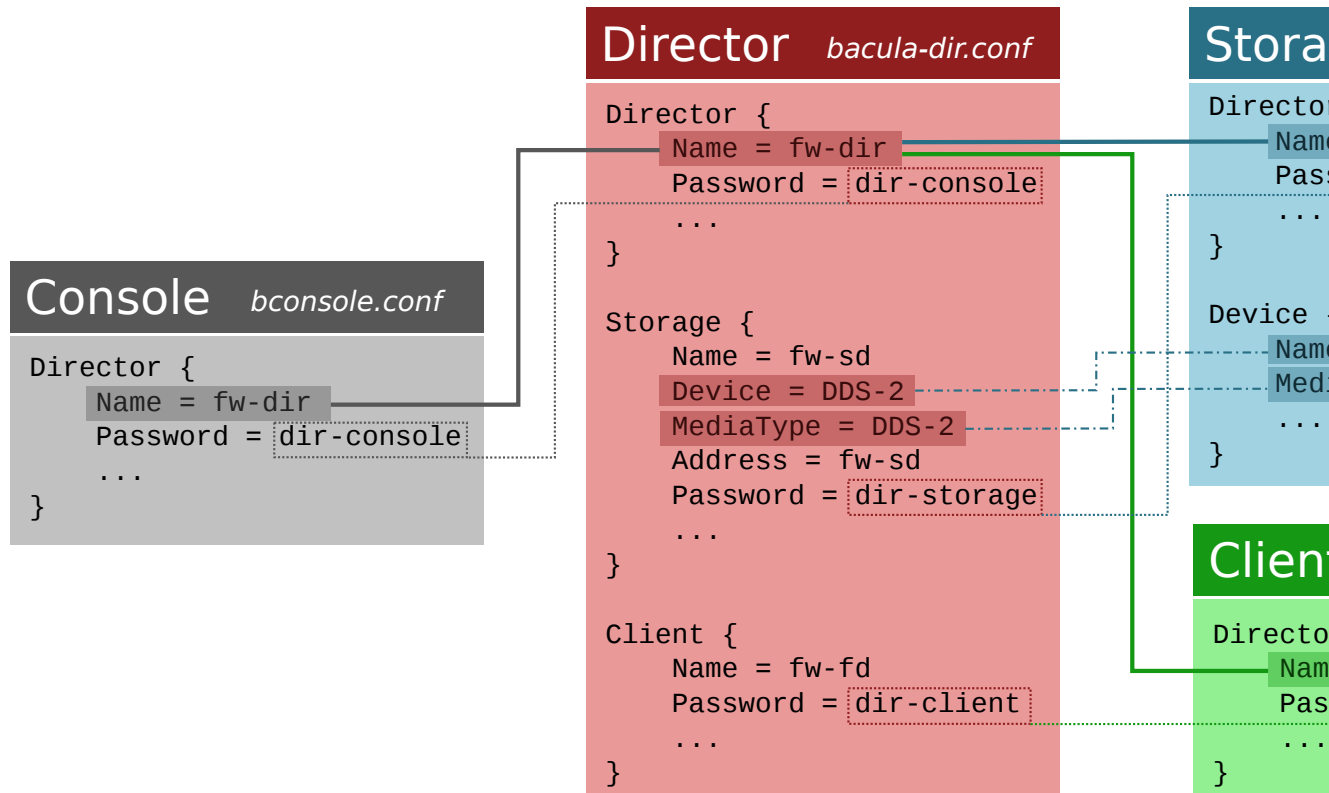 Console bconsole.conf
Director {
Name = fw-dir
Password = dir-console
...
}
Director bacula-dir.conf
Director {
Name = fw-dir
Password = dir-console
...
}
Storage {
Name = fw-sd
Device = DDS-2
MediaType = DDS-2
Address = fw-sd
Password = dir-storage
...
}
Client {
Name = fw-fd
Password = dir-client
...
}
Stora
Director
Name
Pass
...
}
Device
Name
Medi
...
}
Client
Directo
Nam
Pas
...
}